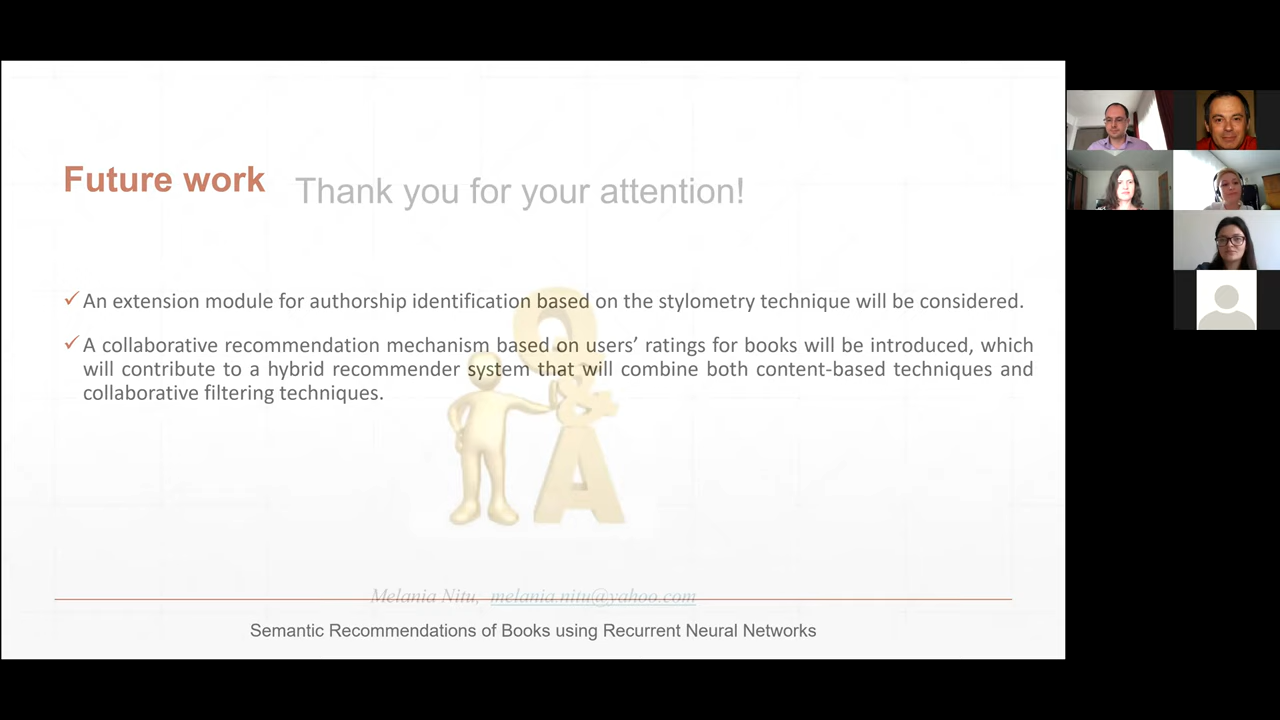 Future work
Thank you for your attention!
✓ An extension module for authorship identification based on the stylometry technique will be considered.
✓ A collaborative recommendation mechanism based on users’ ratings for books will be introduced, which
will contribute to a hybrid recommender system that will combine both content-based techniques and
collaborative filtering techniques.
Q
&
A
Melania Nitu, melania.nitu@yahoo.com
Semantic Recommendations of Books using Recurrent Neural Networks